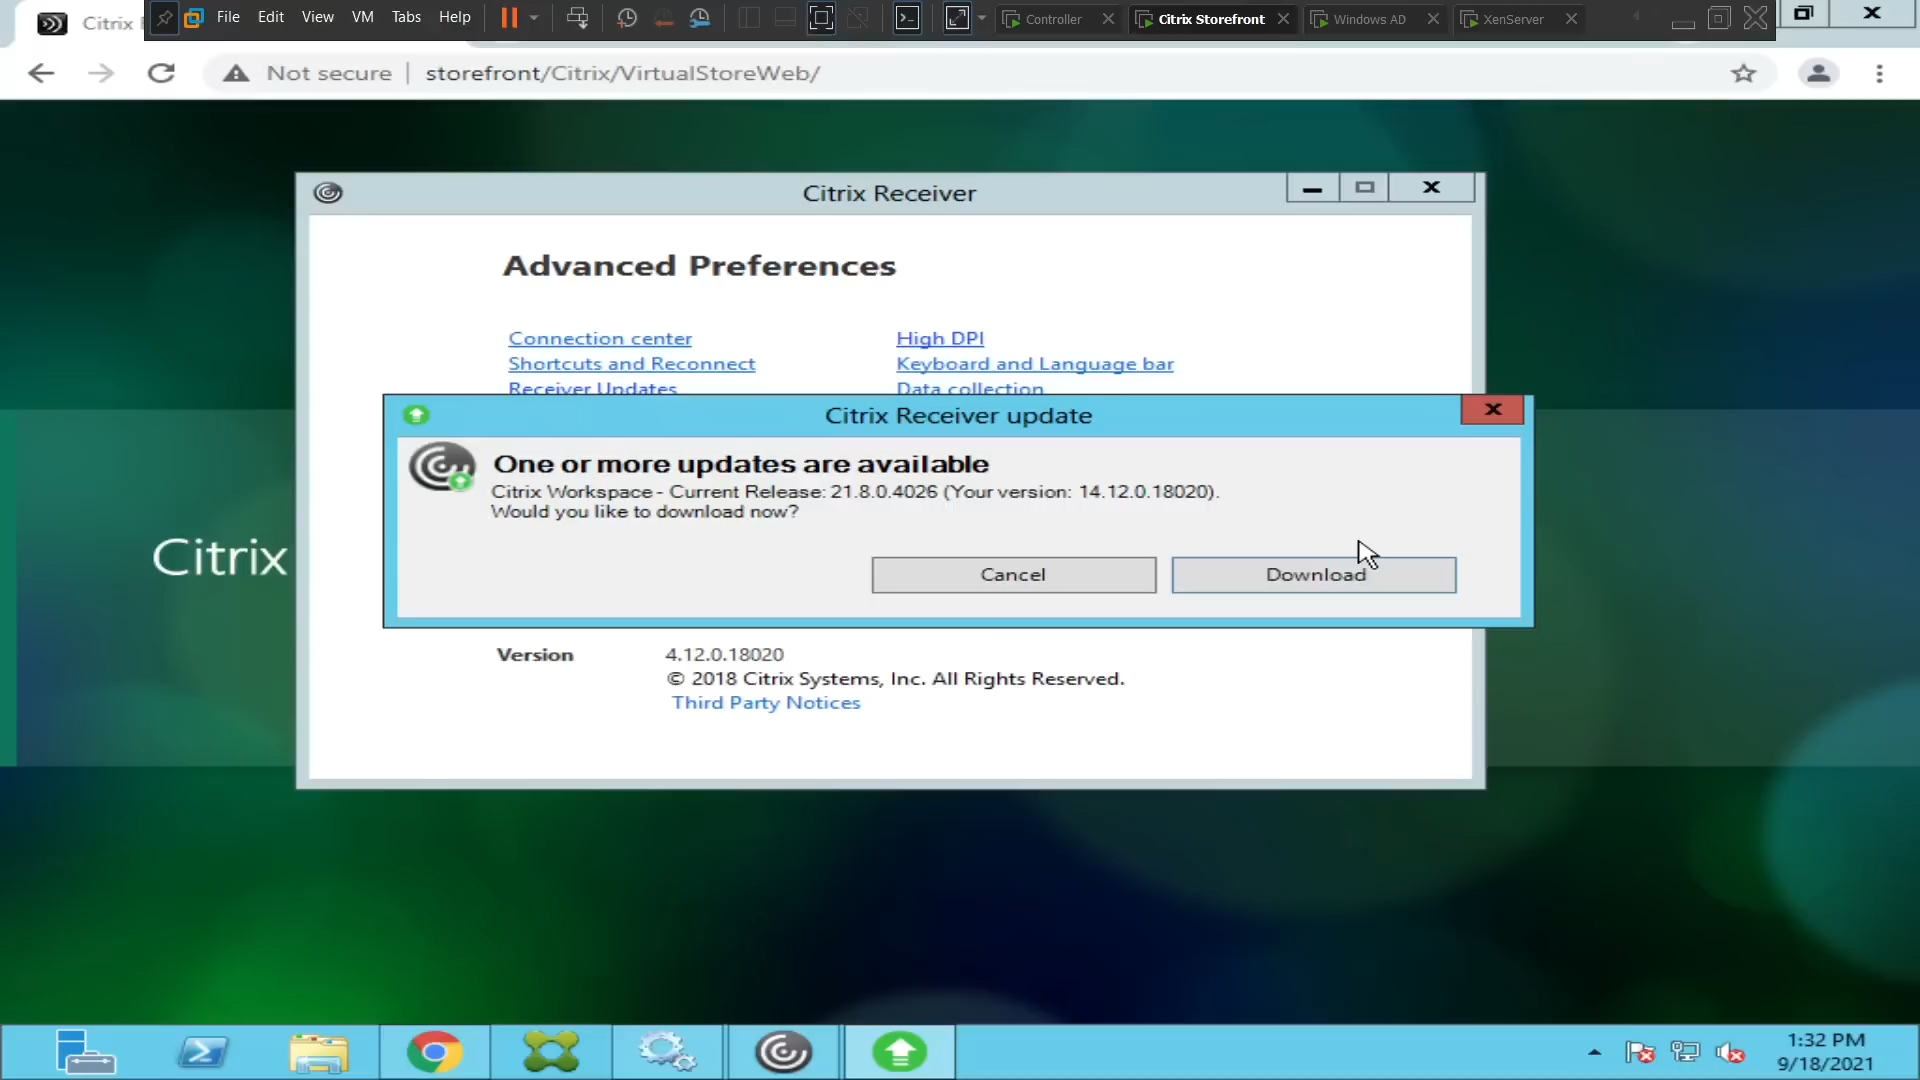 File Edit View VM Tabs Help
Controller
Citrix Storefront
Windows AD
XenServer
Citrix
Not secure storefront/Citrix/VirtualStoreWeb/
Citrix Receiver
Advanced Preferences
Connection center
High DPI
Shortcuts and Reconnect
Keyboard and Language bar
Receiver Updates
Data collection
Citrix Receiver update
One or more updates are available
Citrix Workspace - Current Release: 21.8.0.4026 (Your version: 14.12.0.18020).
Would you like to download now?
Cancel
Download
Citrix
Version 4.12.0.18020
© 2018 Citrix Systems, Inc. All Rights Reserved.
Third Party Notices
1:32 PM
9/18/2021